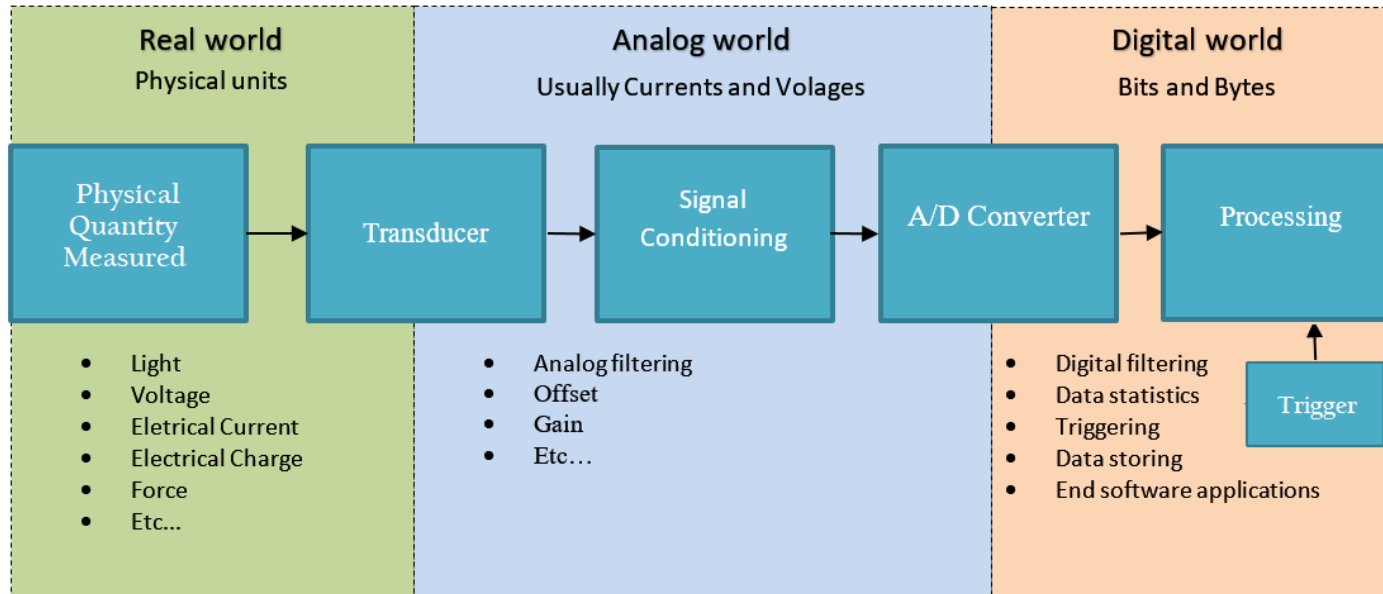 Real world
Physical units
Analog world
Usually Currents and Volages
Digital world
Bits and Bytes
Physical
Quantity
Measured
Transducer
Signal
Conditioning
A/D Converter
Processing
• Light
• Voltage
• Eletrical Current
• Electrical Charge
• Force
• Etc...
• Analog filtering
• Offset
• Gain
• Etc…
• Digital filtering
• Data statistics
• Triggering
• Data storing
• End software applications
Trigger